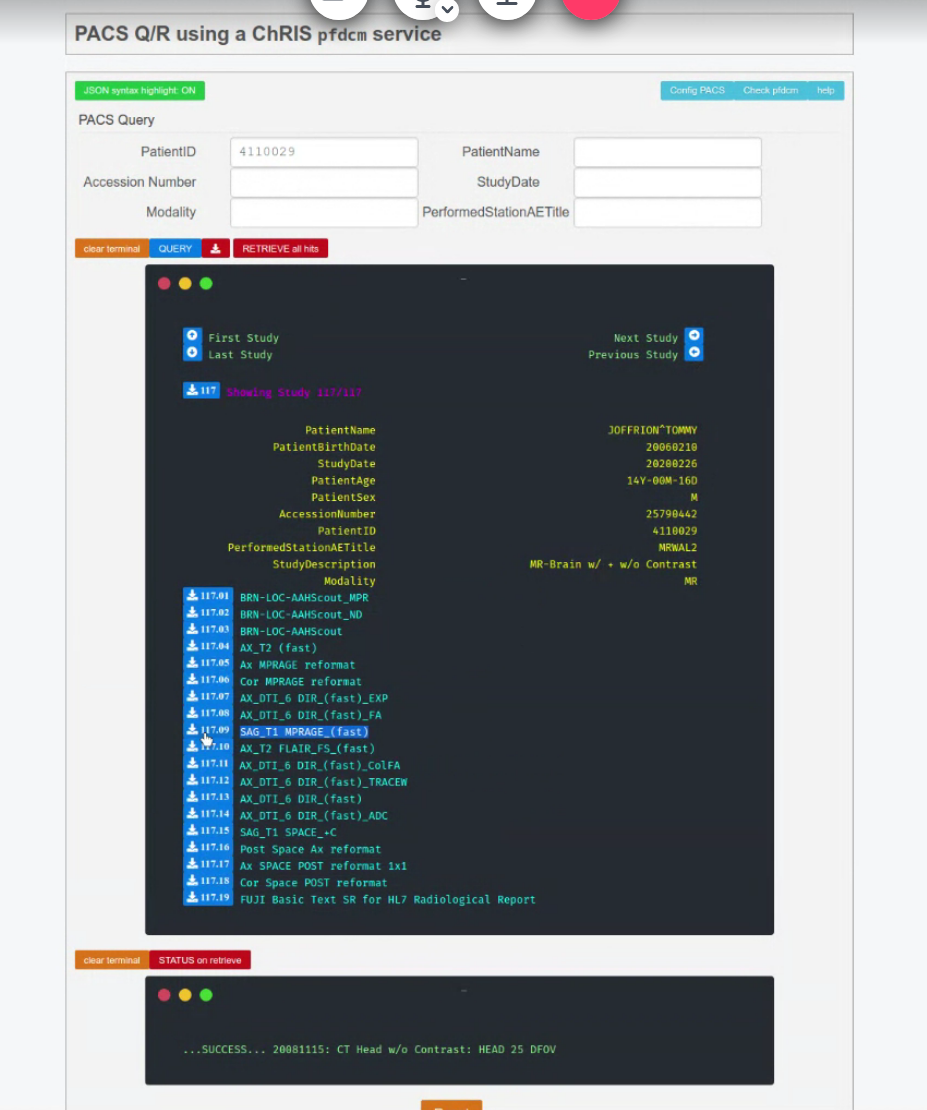 PACS Q/R using a ChRIS pfdcm service
JSON syntax highlight: ON
Config PACS Check pfdcm help
PACS Query
PatientID 4110029 PatientName
Accession Number StudyDate
Modality PerformedStationAETitle
clear terminal QUERY RETRIEVE all hits
First Study Next Study
Last Study Previous Study
117 Showing Study 117/117
PatientName JOFFRION^TOMMY
PatientBirthDate 20060210
StudyDate 20200226
PatientAge 14Y-00M-16D
PatientSex M
AccessionNumber 25790442
PatientID 4110029
PerformedStationAETitle MRWAL2
StudyDescription MR-Brain w/ + w/o Contrast
Modality MR
117.01 BRN-LOC-AAHScout_MPR
117.02 BRN-LOC-AAHScout_ND
117.03 BRN-LOC-AAHScout
117.04 AX_T2 (fast)
117.05 Ax MPRAGE reformat
117.06 Cor MPRAGE reformat
117.07 AX_DTI_6 DIR_(fast)_EXP
117.08 AX_DTI_6 DIR_(fast)_FA
117.09 SAG_T1 MPRAGE_(fast)
117.10 AX_T2 FLAIR_FS_(fast)
117.11 AX_DTI_6 DIR_(fast)_ColFA
117.12 AX_DTI_6 DIR_(fast)_TRACEW
117.13 AX_DTI_6 DIR_(fast)
117.14 AX_DTI_6 DIR_(fast)_ADC
117.15 SAG_T1 SPACE_+C
117.16 Post Space Ax reformat
117.17 Ax SPACE POST reformat 1x1
117.18 Cor Space POST reformat
117.19 FUJI Basic Text SR for HL7 Radiological Report
clear terminal STATUS on retrieve
...SUCCESS... 20081115: CT Head w/o Contrast: HEAD 25 DFOV